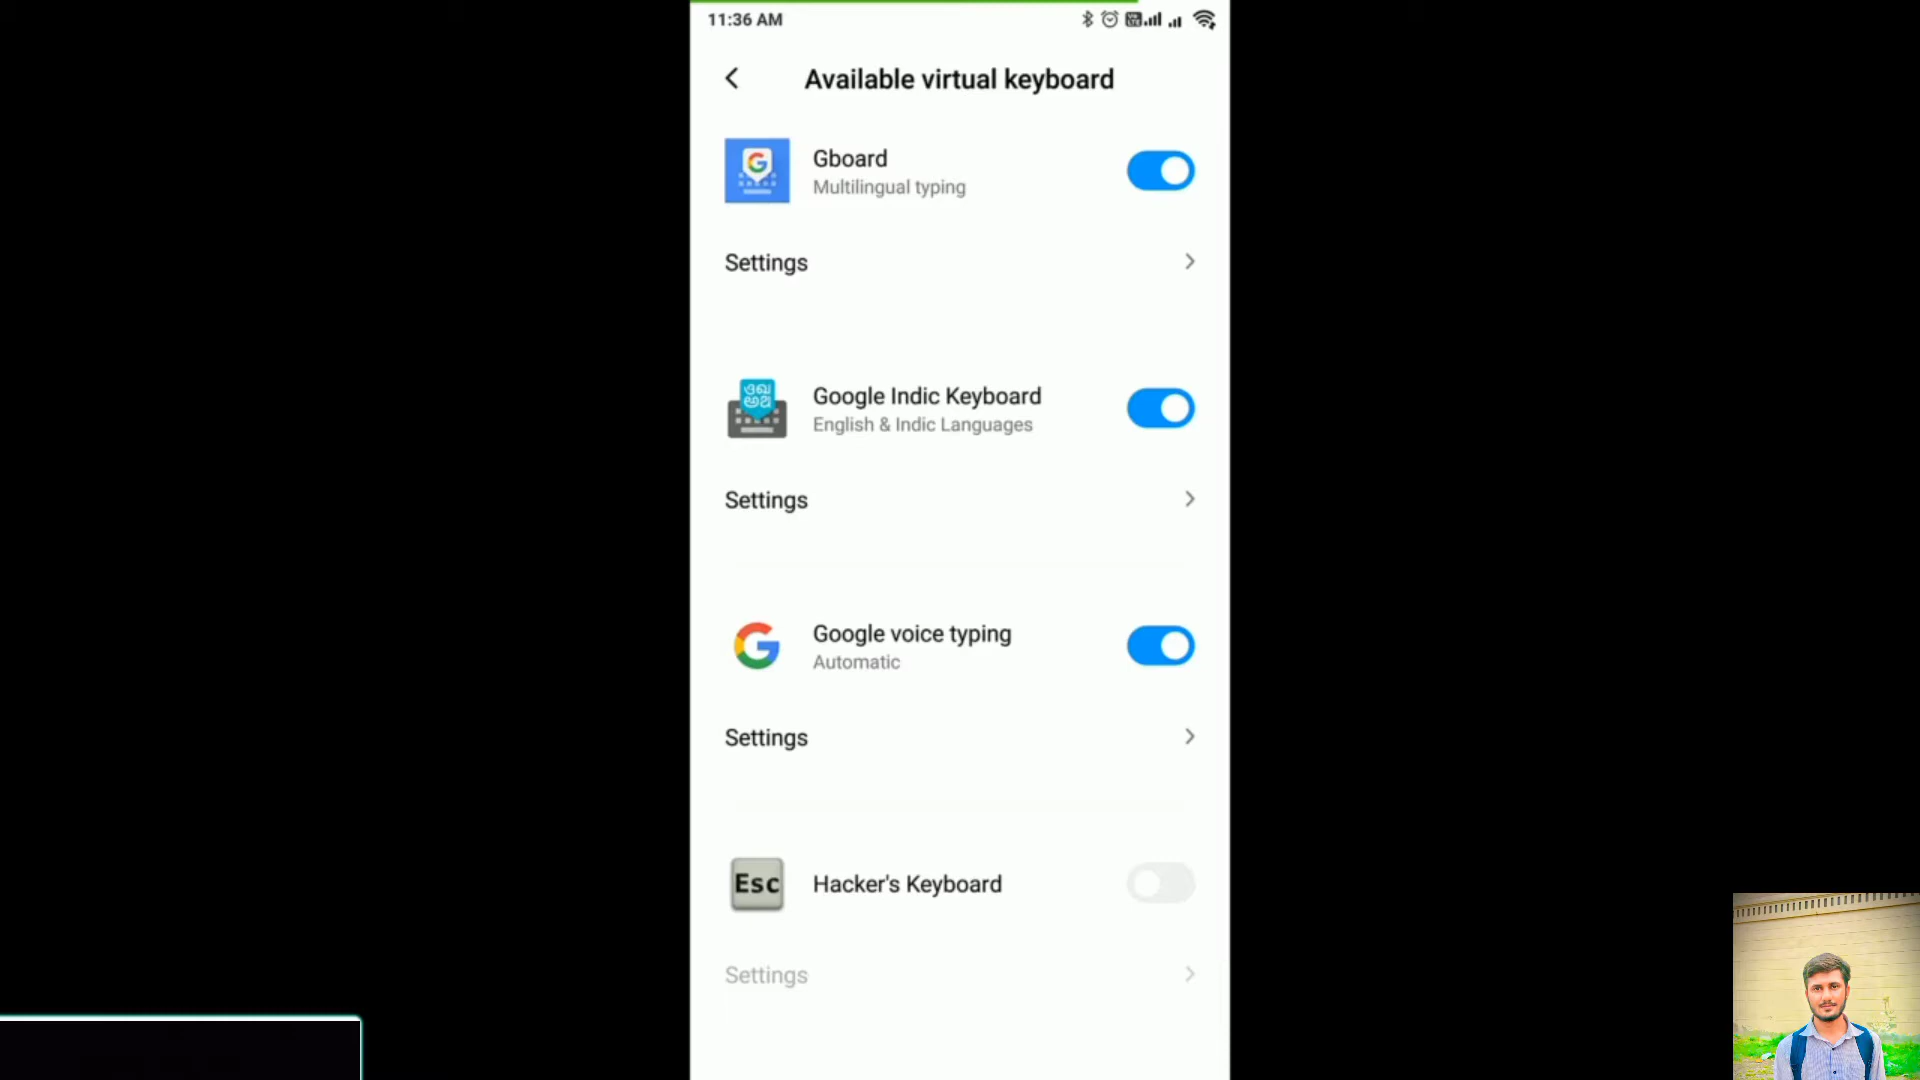 11:36 AM
Available virtual keyboard
Gboard
Multilingual typing
Settings
Google Indic Keyboard
English & Indic Languages
Settings
Google voice typing
Automatic
Settings
Esc
Hacker's Keyboard
Settings